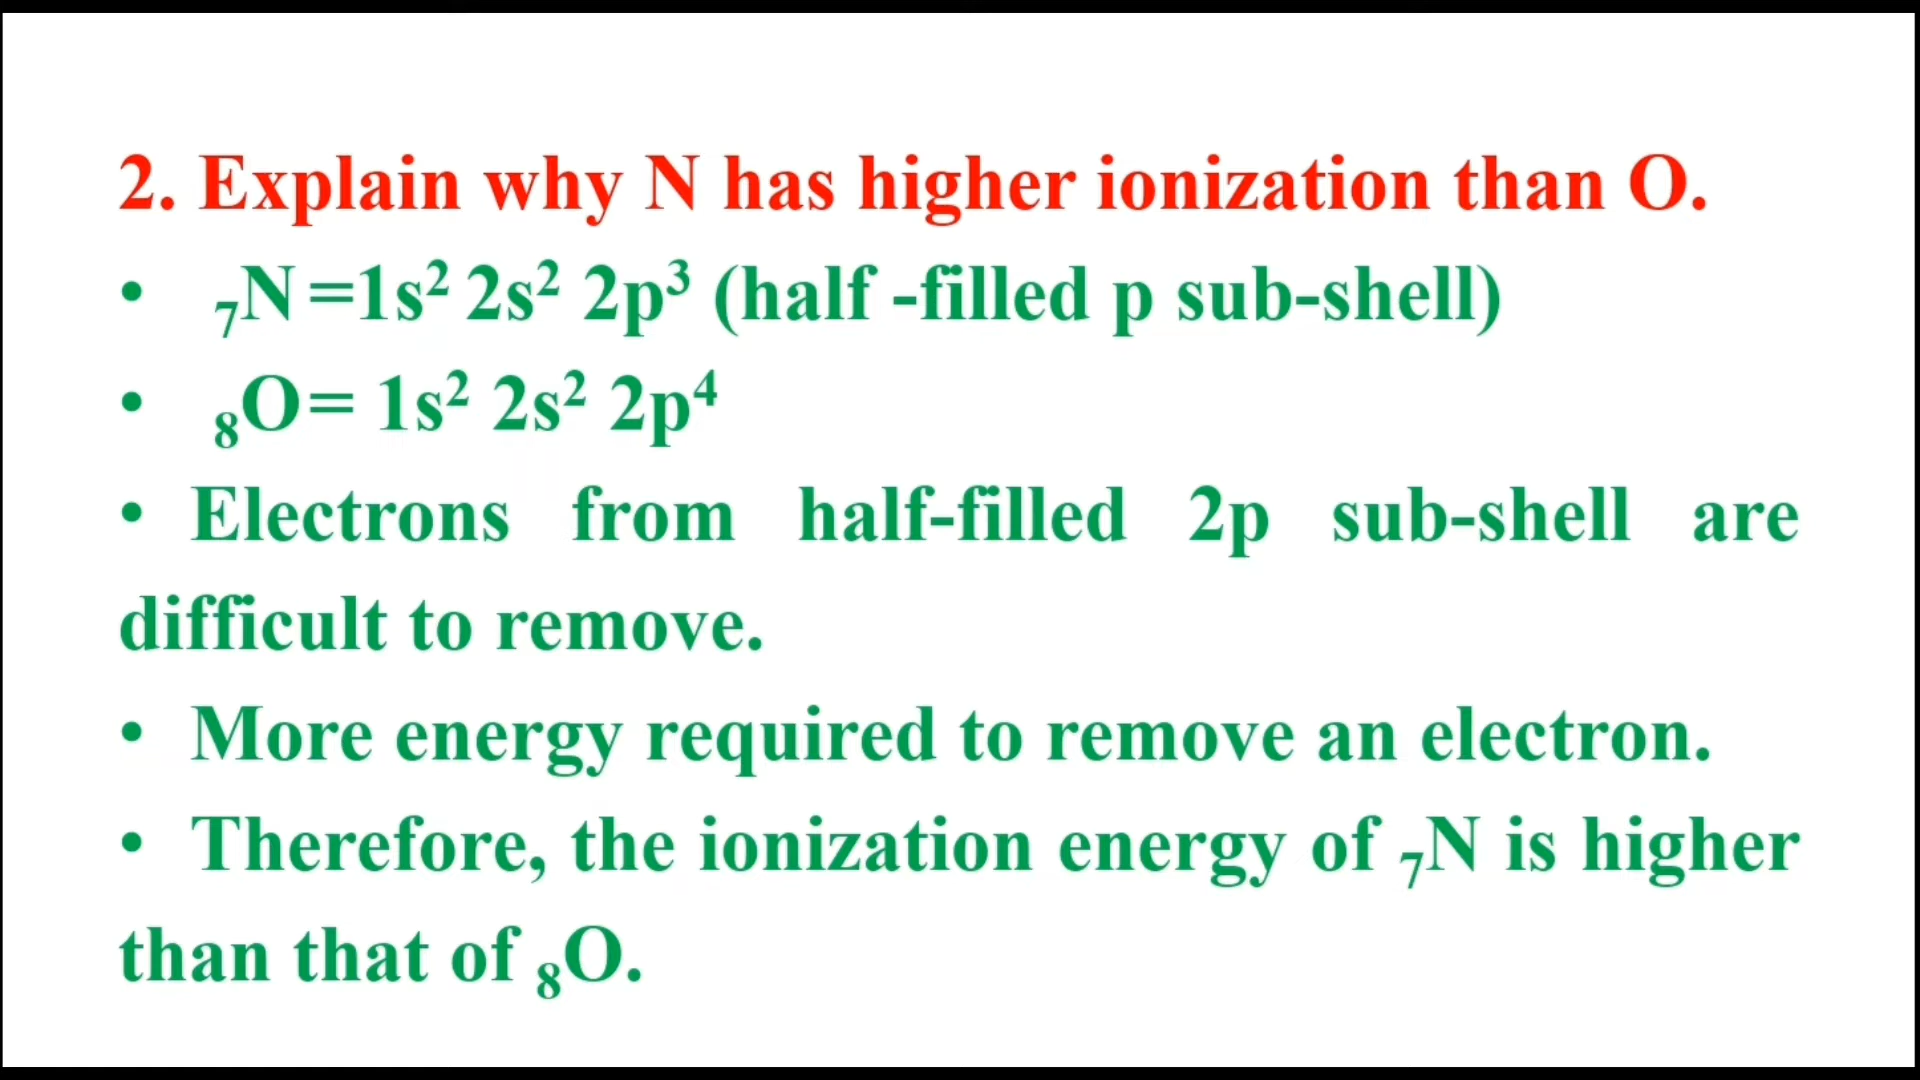 2. Explain why N has higher ionization than O.
• ₇N =1s² 2s² 2p³ (half -filled p sub-shell)
• ₈O= 1s² 2s² 2p⁴
• Electrons from half-filled 2p sub-shell are
difficult to remove.
• More energy required to remove an electron.
• Therefore, the ionization energy of ₇N is higher
than that of ₈O.